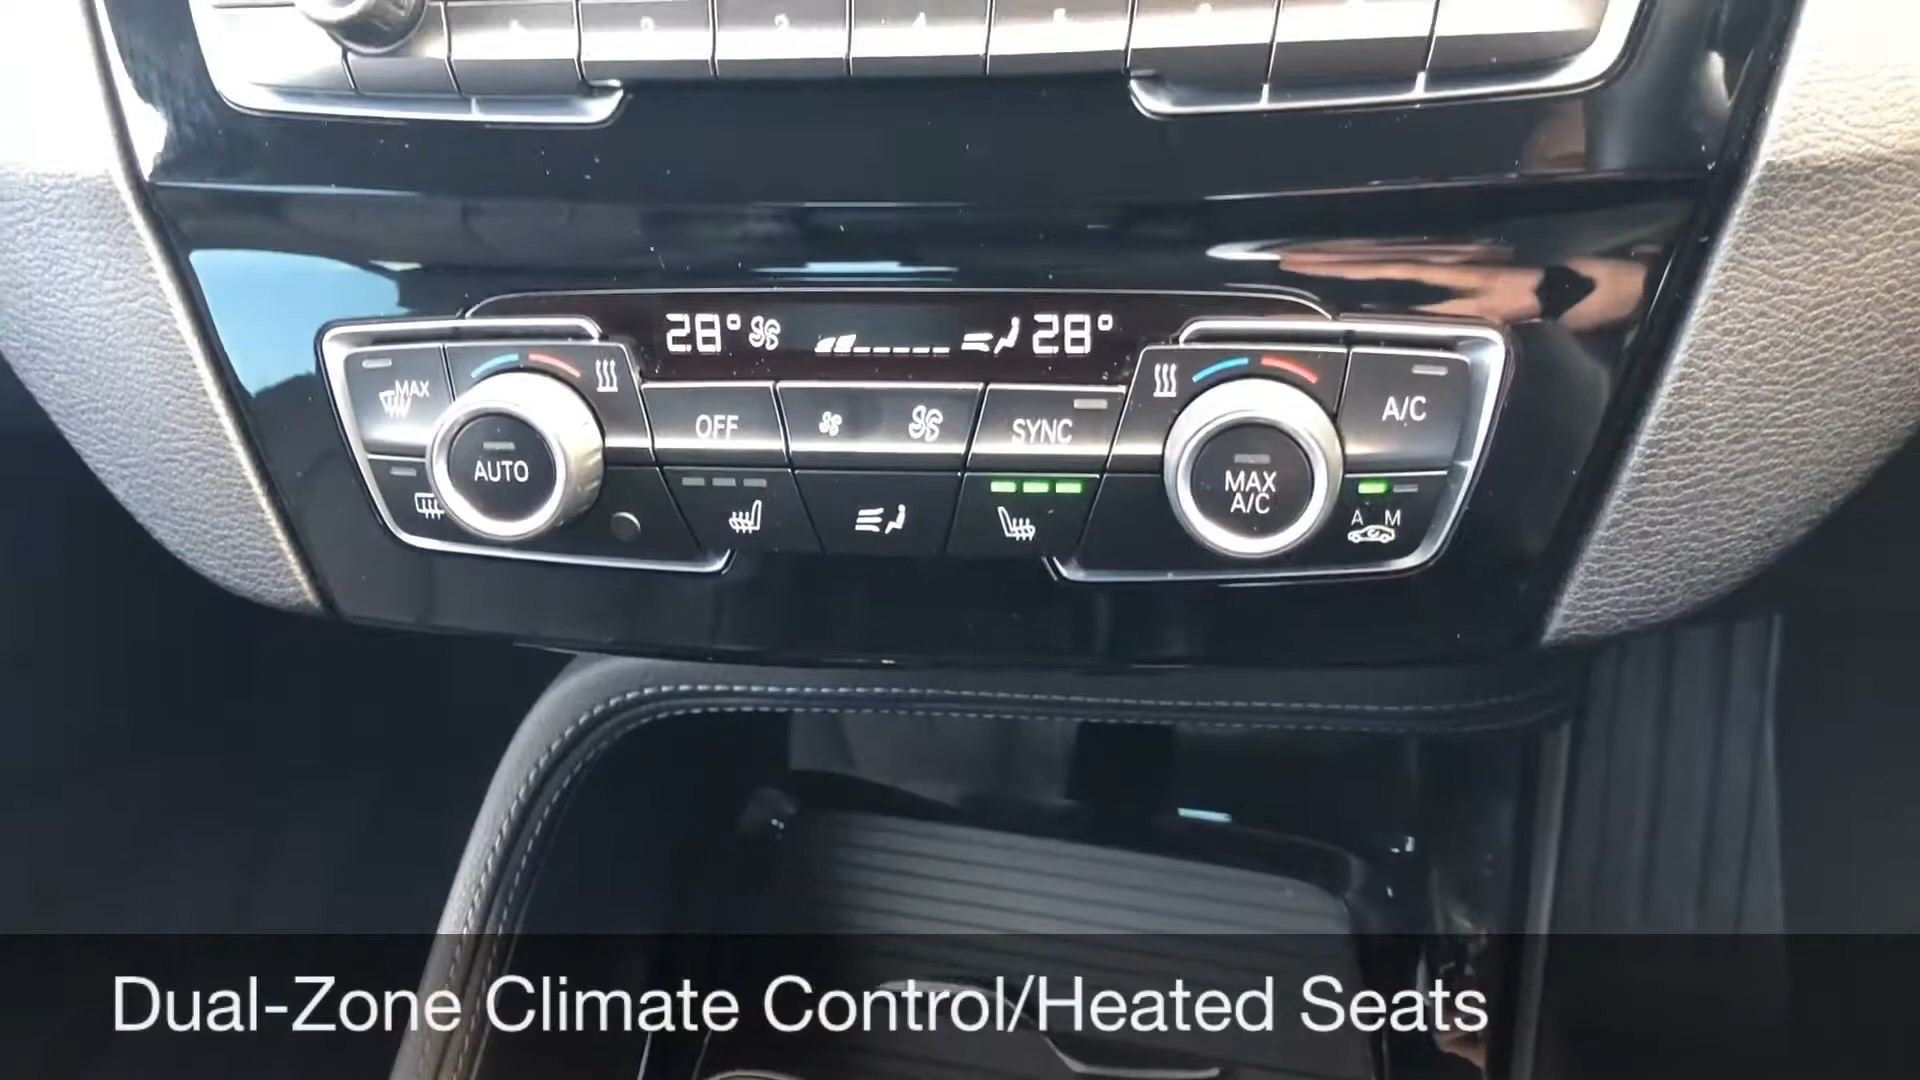 28° 28°
MAX
AUTO
OFF
SYNC
MAX
A/C
A/C
A M
Dual-Zone Climate Control/Heated Seats